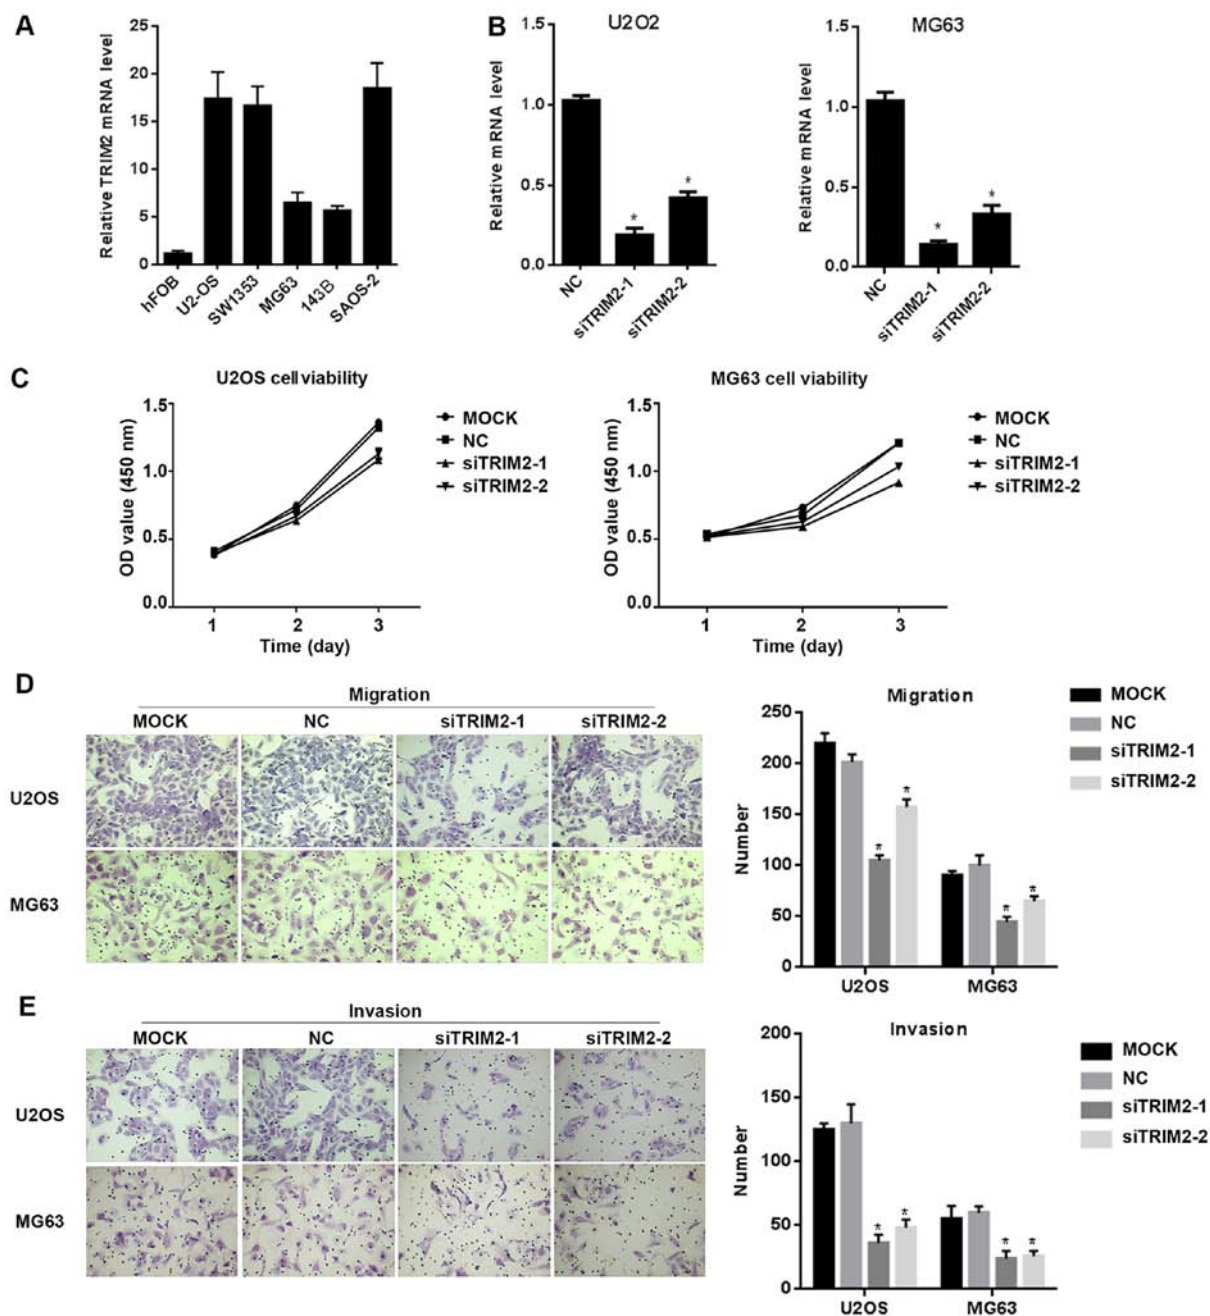 A
Relative TRIM2 mRNA level
25
20
15
10
5
0
hFOB
U2-OS
SW1353
MG63
143B
SAOS-2
B
U2O2
Relative mRNA level
1.5
1.0
0.5
0.0
*
*
NC
siTRIM2-1
siTRIM2-2
MG63
Relative mRNA level
1.5
1.0
0.5
0.0
*
*
NC
siTRIM2-1
siTRIM2-2
C
U2OS cell viability
OD value (450 nm)
1.5
1.0
0.5
0.0
1 2 3
Time (day)
MOCK
NC
siTRIM2-1
siTRIM2-2
MG63 cell viability
OD value (450 nm)
1.5
1.0
0.5
0.0
1 2 3
Time (day)
MOCK
NC
siTRIM2-1
siTRIM2-2
D
Migration
MOCK NC siTRIM2-1 siTRIM2-2
U2OS
MG63
Migration
Number
250
200
150
100
50
0
* *
* *
U2OS MG63
MOCK
NC
siTRIM2-1
siTRIM2-2
E
Invasion
MOCK NC siTRIM2-1 siTRIM2-2
U2OS
MG63
Invasion
Number
200
150
100
50
0
* *
* *
U2OS MG63
MOCK
NC
siTRIM2-1
siTRIM2-2